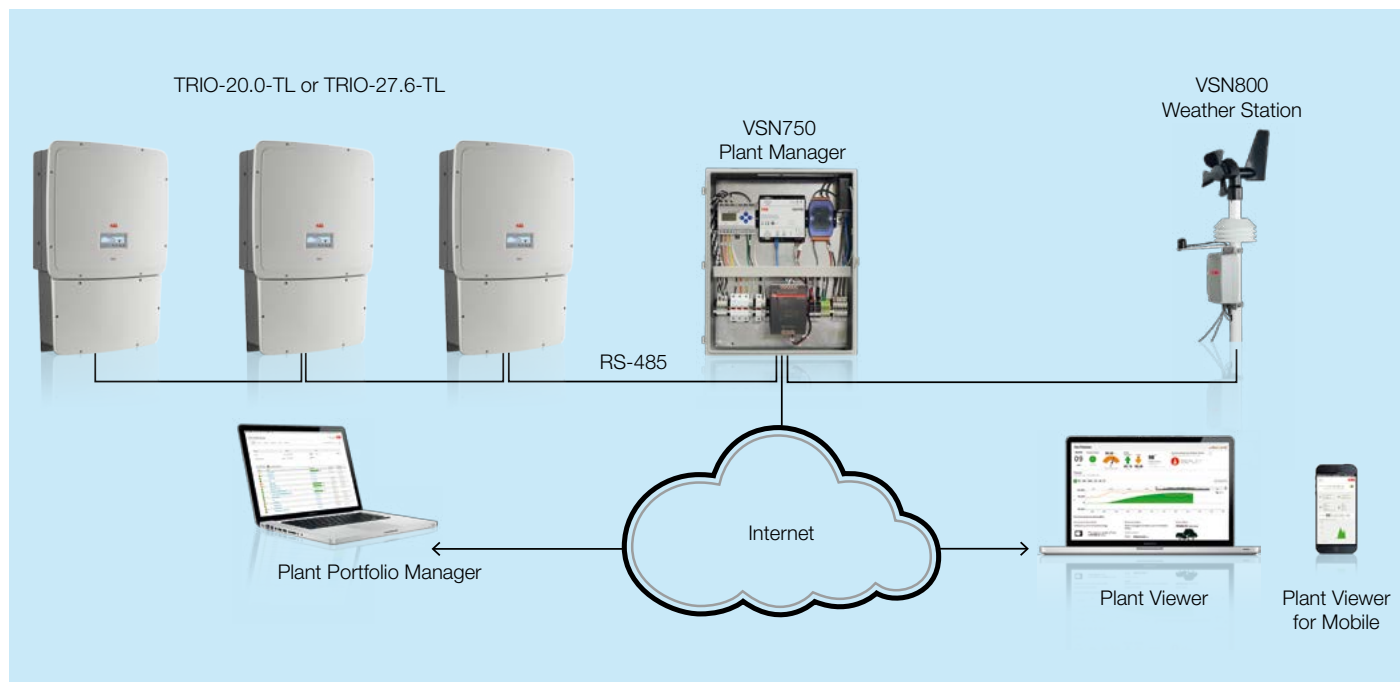 TRIO-20.0-TL or TRIO-27.6-TL
VSN750
Plant Manager
VSN800
Weather Station
RS-485
Internet
Plant Portfolio Manager
Plant Viewer
Plant Viewer
for Mobile